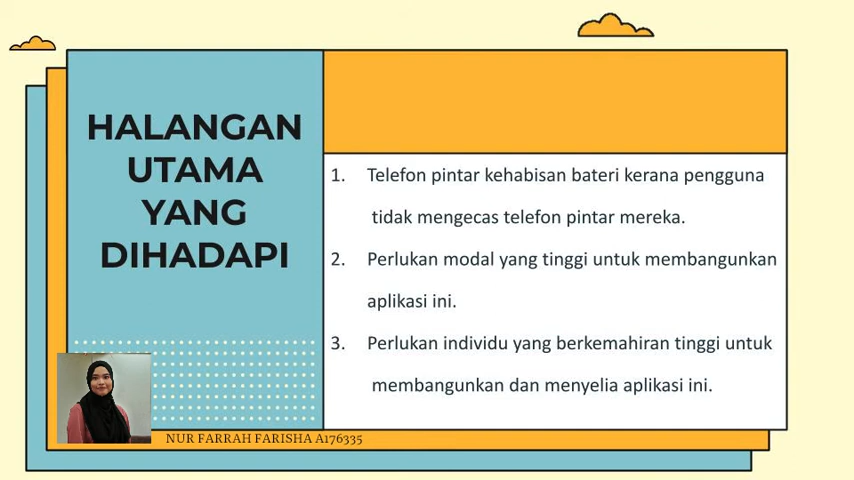 HALANGAN
UTAMA
YANG
DIHADAPI
1. Telefon pintar kehabisan bateri kerana pengguna
tidak mengecas telefon pintar mereka.
2. Perlukan modal yang tinggi untuk membangunkan
aplikasi ini.
3. Perlukan individu yang berkemahiran tinggi untuk
membangunkan dan menyelia aplikasi ini.
NUR FARRAH FARISHA A176335